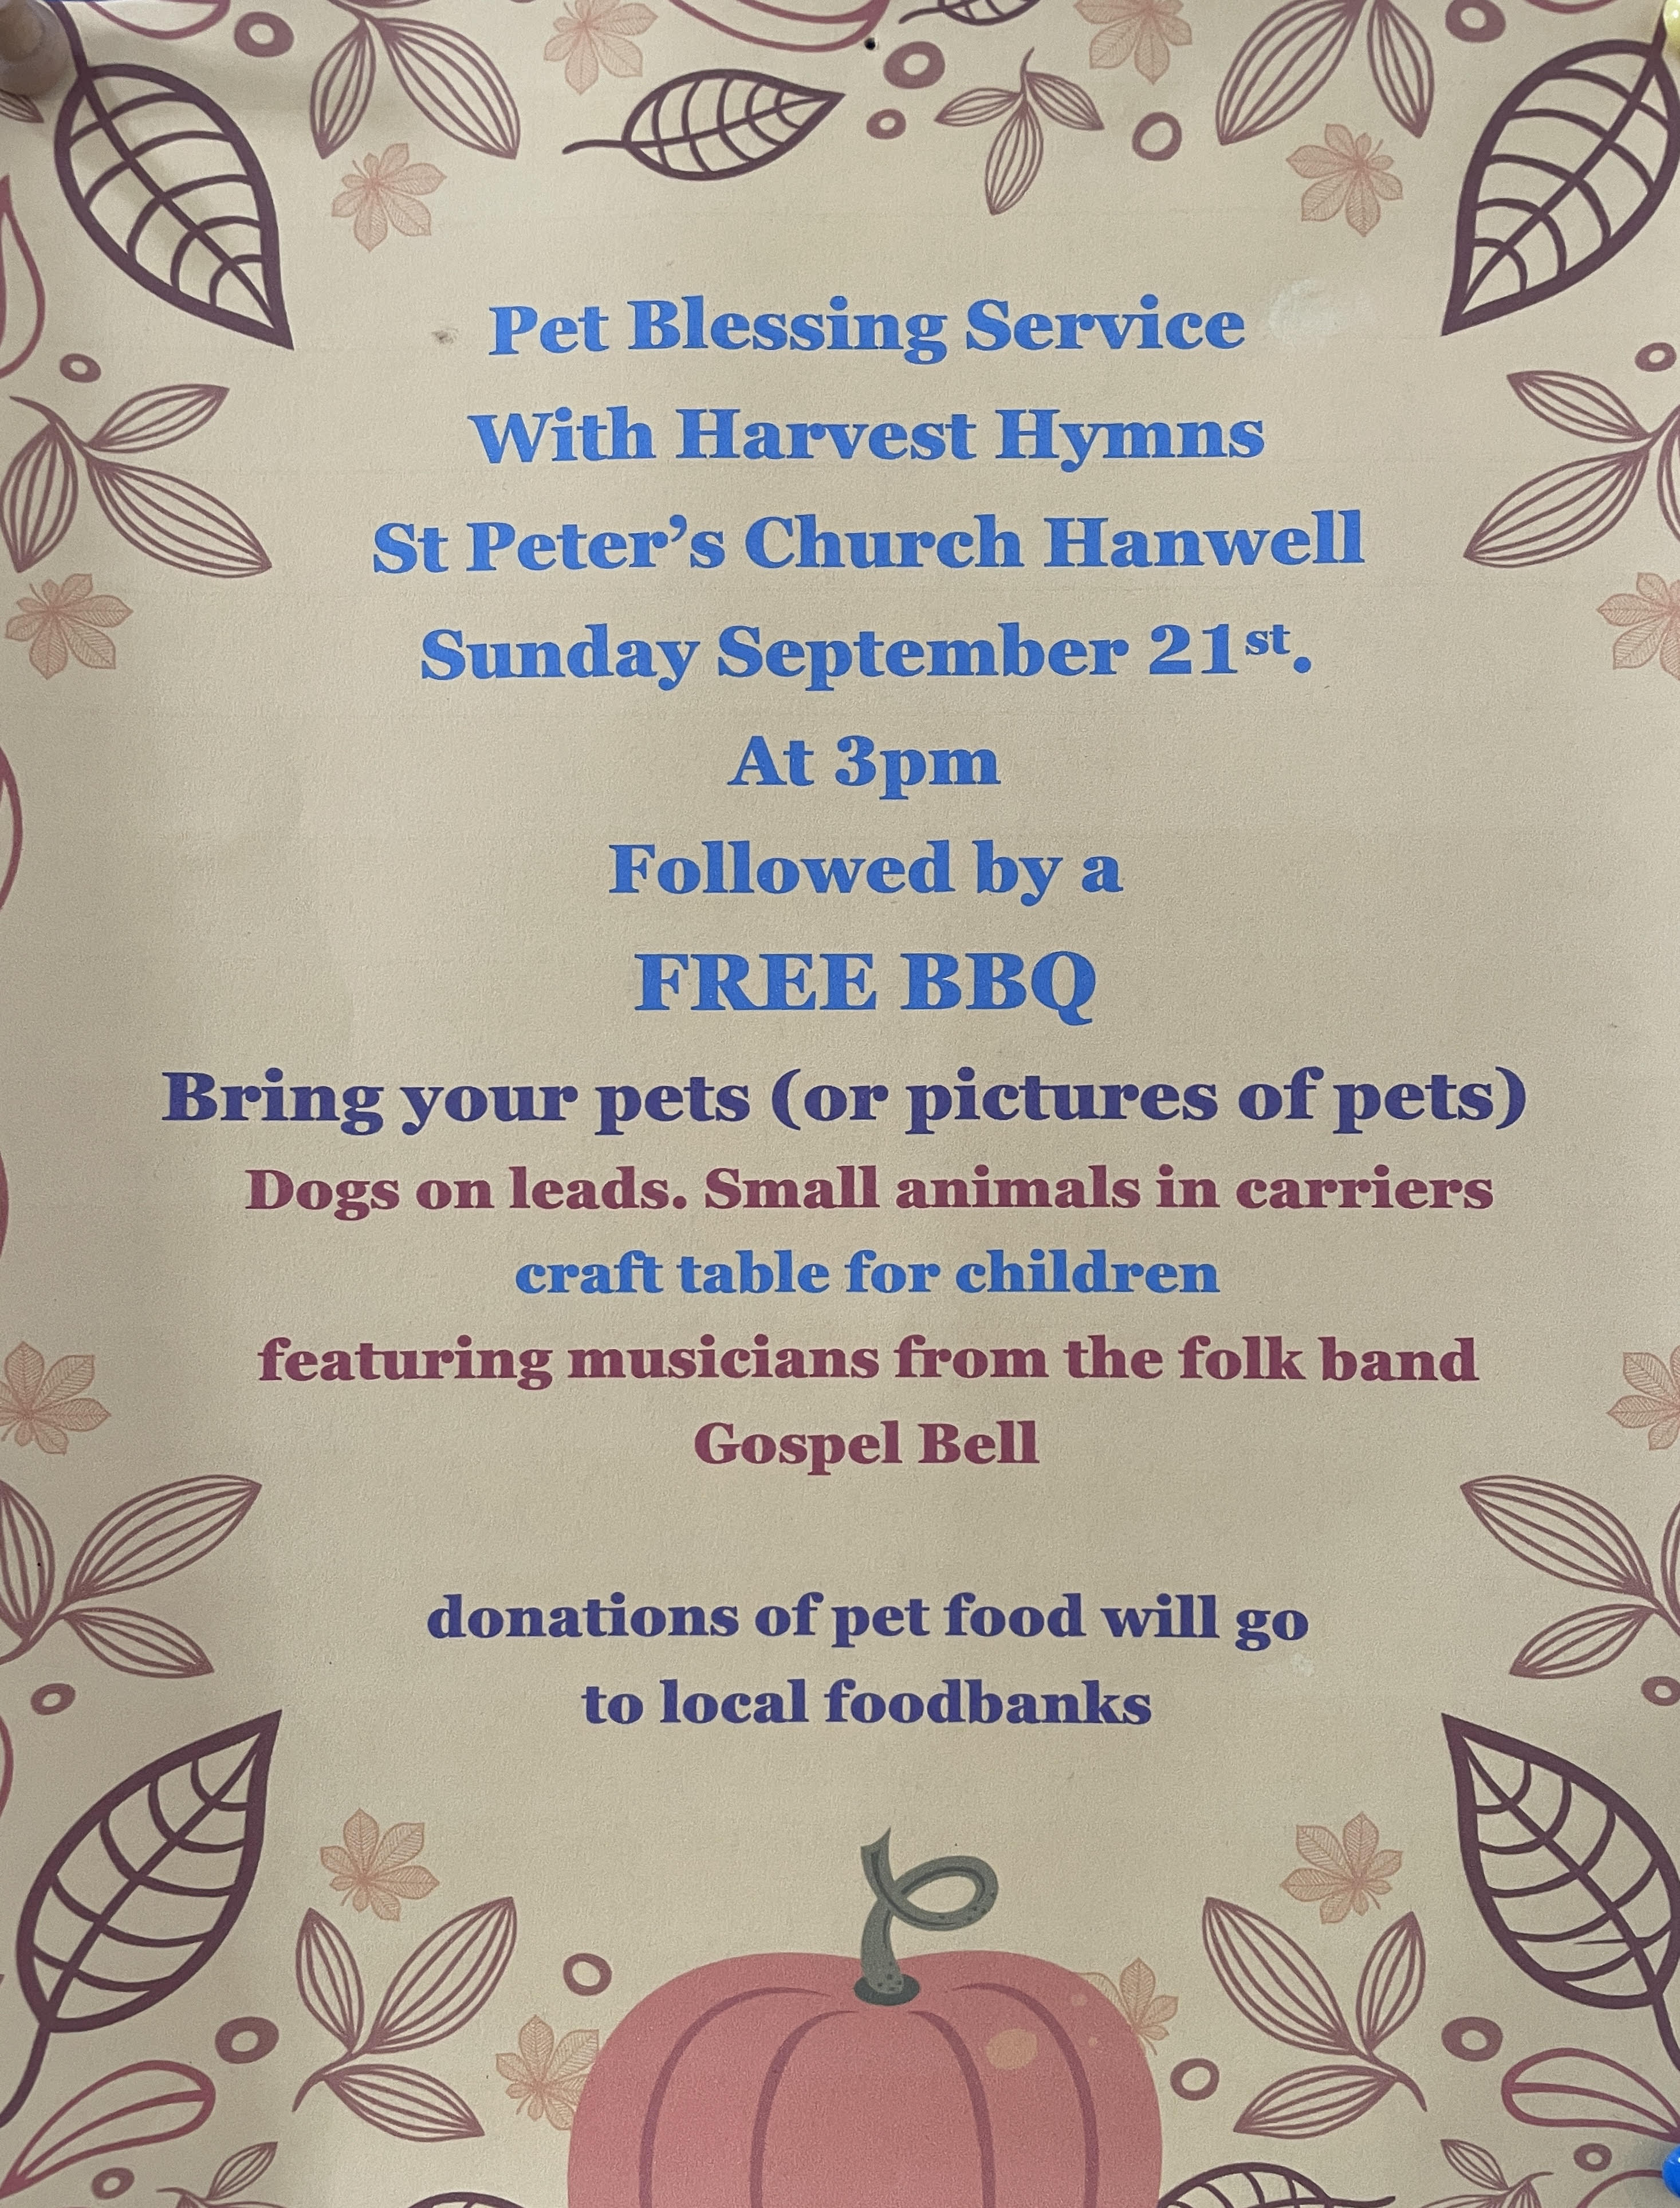 Pet Blessing Service
With Harvest Hymns
St Peter’s Church Hanwell
Sunday September 21st.
At 3pm
Followed by a
FREE BBQ
Bring your pets (or pictures of pets)
Dogs on leads. Small animals in carriers
craft table for children
featuring musicians from the folk band
Gospel Bell
donations of pet food will go
to local foodbanks